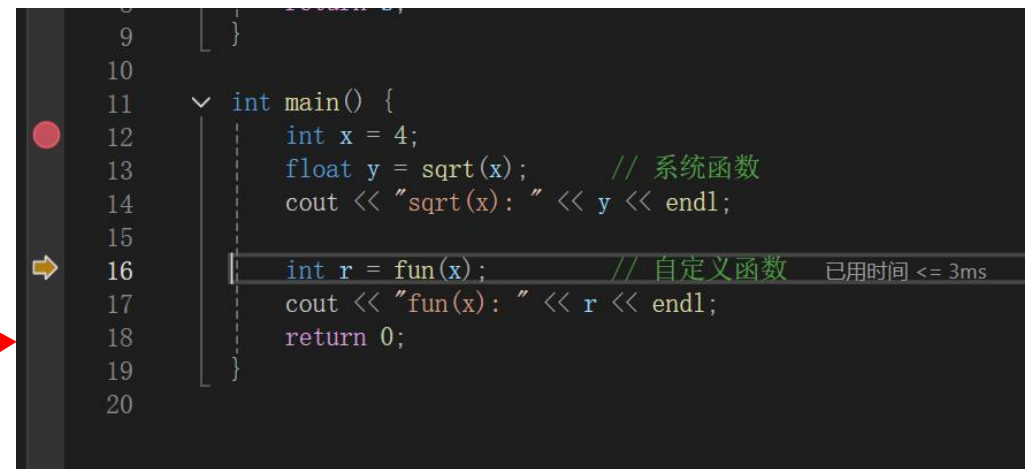 9 }
10
11 int main() {
12 int x = 4;
13 float y = sqrt(x); // 系统函数
14 cout << "sqrt(x): " << y << endl;
15
16 int r = fun(x); // 自定义函数 已用时间 <= 3ms
17 cout << "fun(x): " << r << endl;
18 return 0;
19 }
20